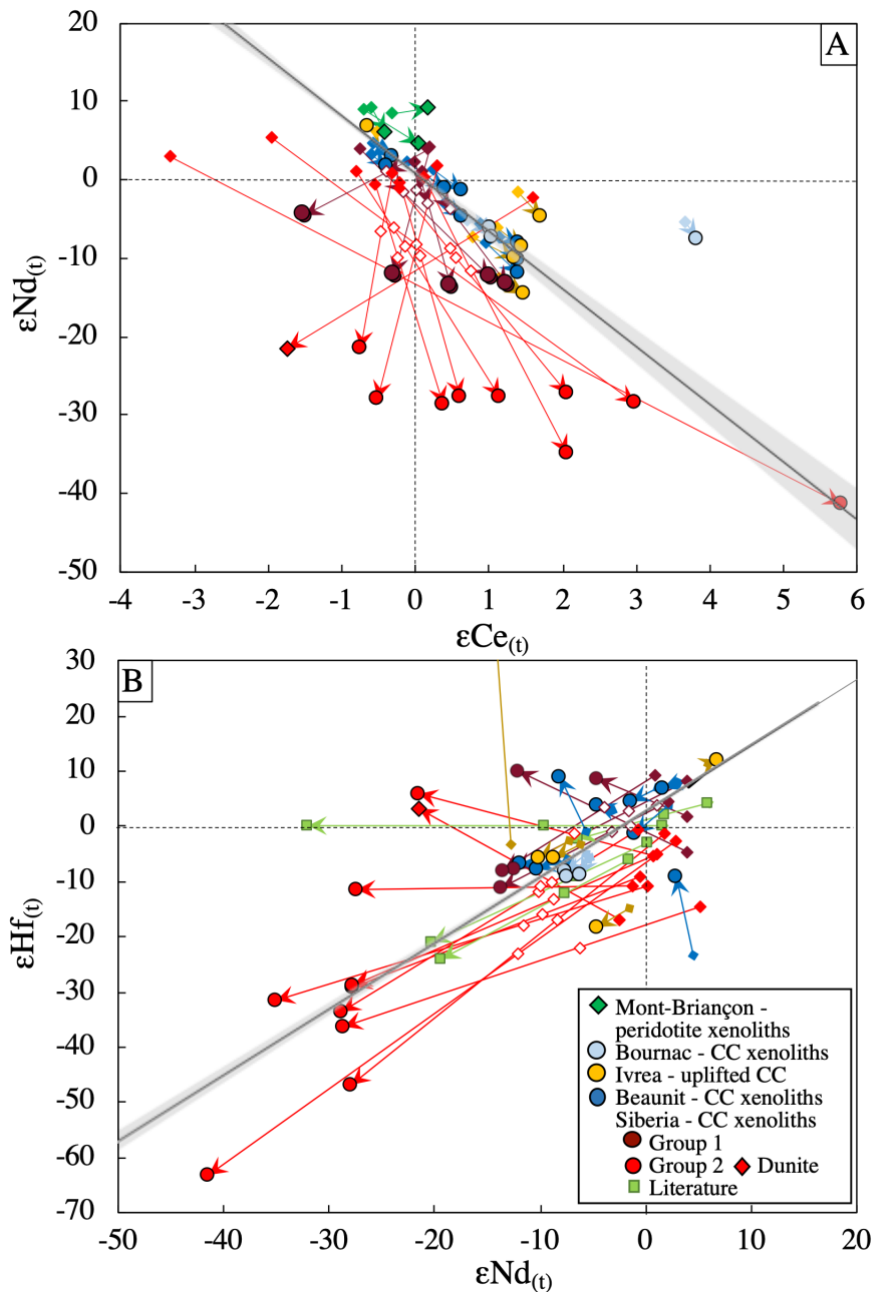 A
20
10
0
-10
-20
-30
-40
-50
εNd(t)
-4 -3 -2 -1 0 1 2 3 4 5 6
εCe(t)
B
30
20
10
0
-10
-20
-30
-40
-50
-60
-70
εHf(t)
Mont-Briançon -
peridotite xenoliths
Bournac - CC xenoliths
Ivrea - uplifted CC
Beaunit - CC xenoliths
Siberia - CC xenoliths
Group 1
Group 2 Dunite
Literature
-50 -40 -30 -20 -10 0 10 20
εNd(t)